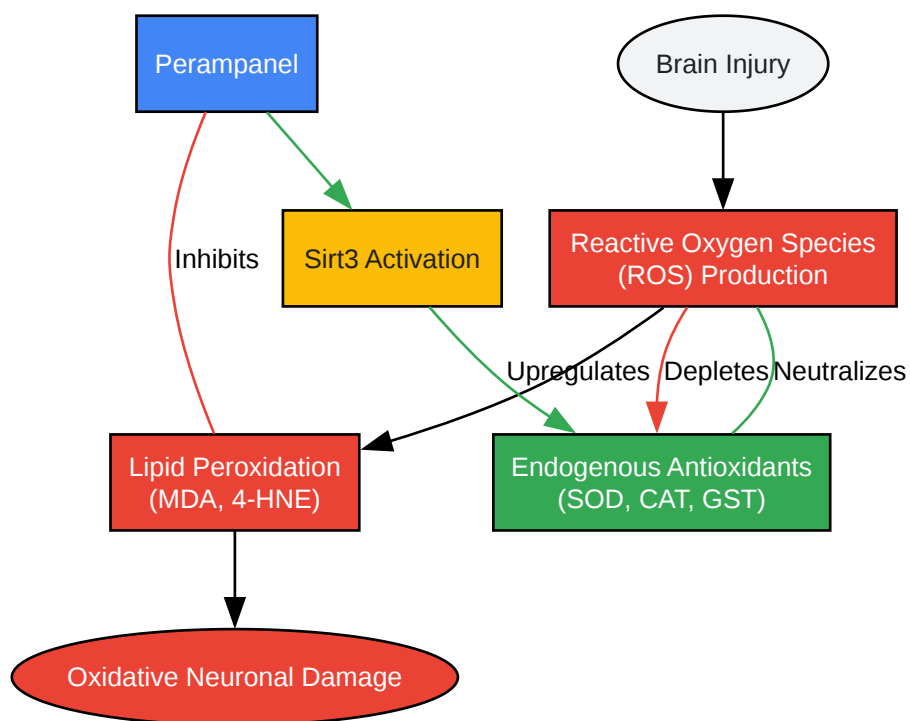 Perampanel
Brain Injury
Sirt3 Activation
Reactive Oxygen Species
(ROS) Production
Inhibits
Upregulates
Depletes
Neutralizes
Lipid Peroxidation
(MDA, 4-HNE)
Endogenous Antioxidants
(SOD, CAT, GST)
Oxidative Neuronal Damage